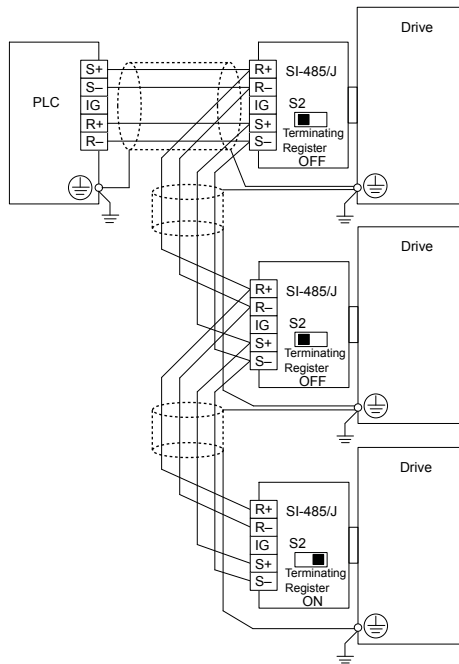 Drive
PLC
S+
S–
IG
R+
R–
R+
R–
IG
S+
S–
SI-485/J
S2
Terminating
Register
OFF
Drive
R+
R–
IG
S+
S–
SI-485/J
S2
Terminating
Register
OFF
Drive
R+
R–
IG
S+
S–
SI-485/J
S2
Terminating
Register
ON